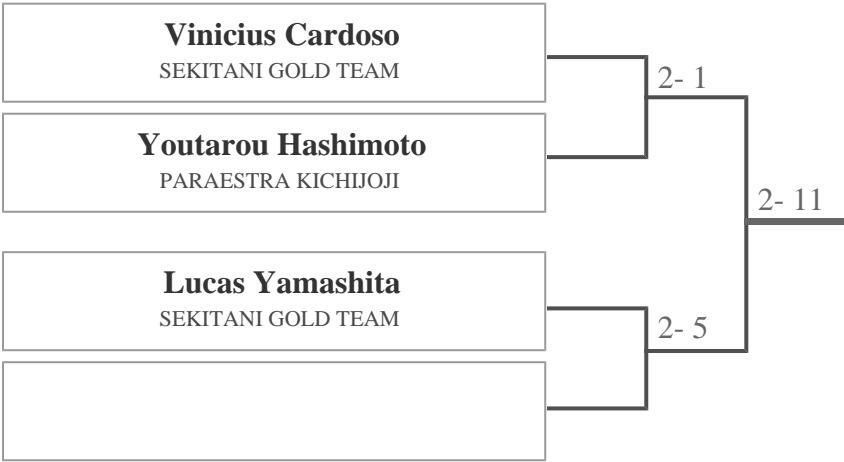 Vinicius Cardoso
SEKITANI GOLD TEAM
2- 1
Youtarou Hashimoto
PARAESTRA KICHIJOJI
2- 11
Lucas Yamashita
SEKITANI GOLD TEAM
2- 5